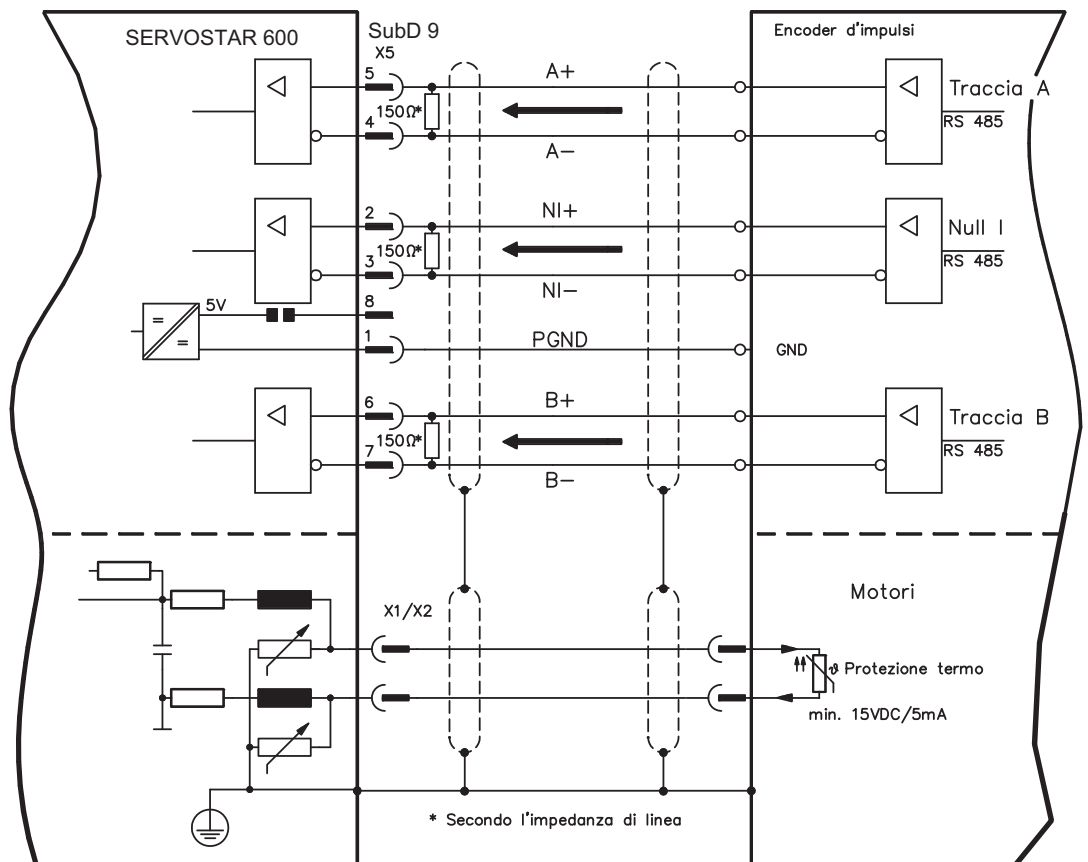 SERVOSTAR 600
SubD 9
X5
Encoder d'impulsi
5
A+
Traccia A
150Ω*
RS 485
4
A-
2
NI+
Null I
150Ω*
RS 485
3
NI-
5V
8
1
PGND
GND
6
B+
Traccia B
150Ω*
RS 485
7
B-
Motori
X1/X2
ϑ Protezione termo
min. 15VDC/5mA
* Secondo l'impedanza di linea